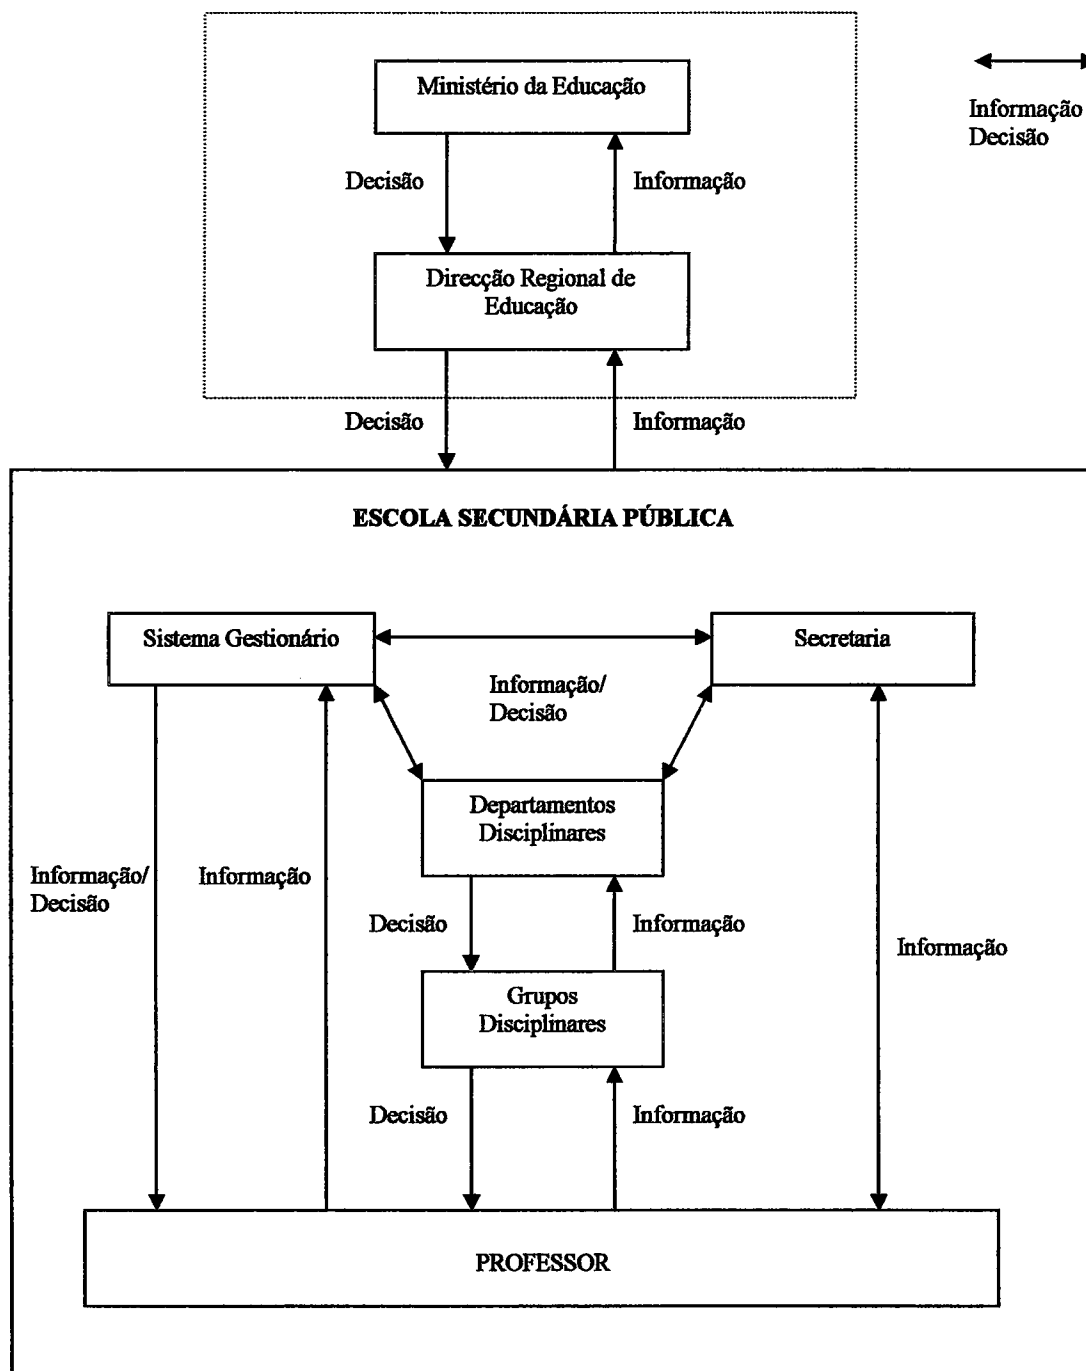 Ministério da Educação
Informação
Decisão
Decisão
Informação
Direcção Regional de
Educação
Decisão
Informação
ESCOLA SECUNDÁRIA PÚBLICA
Sistema Gestionário
Secretaria
Informação/
Decisão
Departamentos
Disciplinares
Informação/
Decisão
Informação
Decisão
Informação
Informação
Grupos
Disciplinares
Decisão
Informação
PROFESSOR